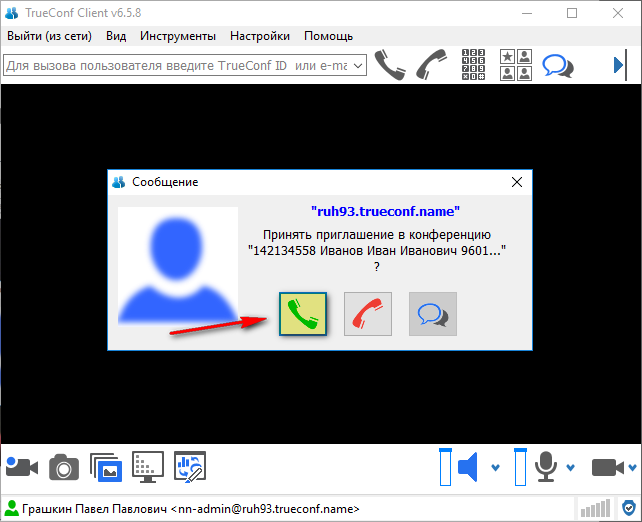 TrueConf Client v6.5.8
Выйти (из сети) Вид Инструменты Настройки Помощь
Для вызова пользователя введите TrueConf ID или e-ma
Сообщение
"ruh93.trueconf.name"
Принять приглашение в конференцию
"142134558 Иванов Иван Иванович 9601..."
?
Грашкин Павел Павлович <nn-admin@ruh93.trueconf.name>